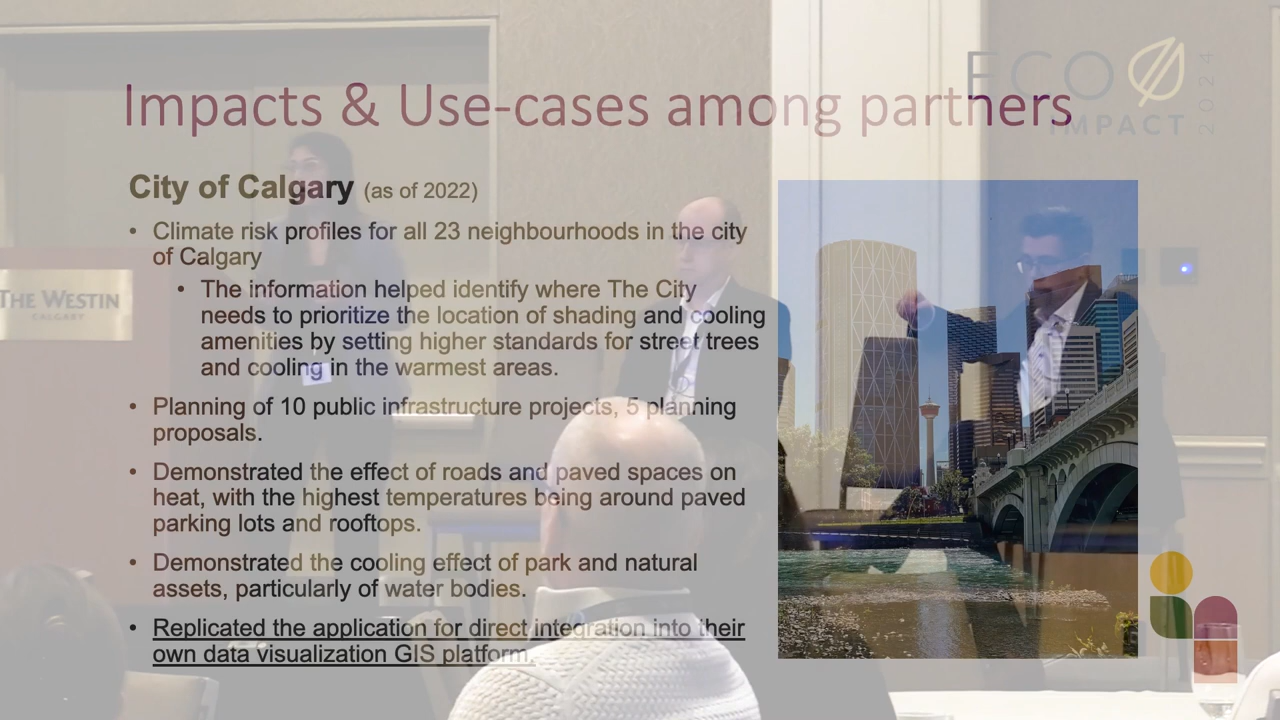 Impacts & Use-cases among partners
ECO
IMPACT
2024
City of Calgary (as of 2022)
• Climate risk profiles for all 23 neighbourhoods in the city
of Calgary
• The information helped identify where The City
needs to prioritize the location of shading and cooling
amenities by setting higher standards for street trees
and cooling in the warmest areas.
• Planning of 10 public infrastructure projects, 5 planning
proposals.
• Demonstrated the effect of roads and paved spaces on
heat, with the highest temperatures being around paved
parking lots and rooftops.
• Demonstrated the cooling effect of park and natural
assets, particularly of water bodies.
• Replicated the application for direct integration into their
own data visualization GIS platform.
THE WESTIN
CALGARY